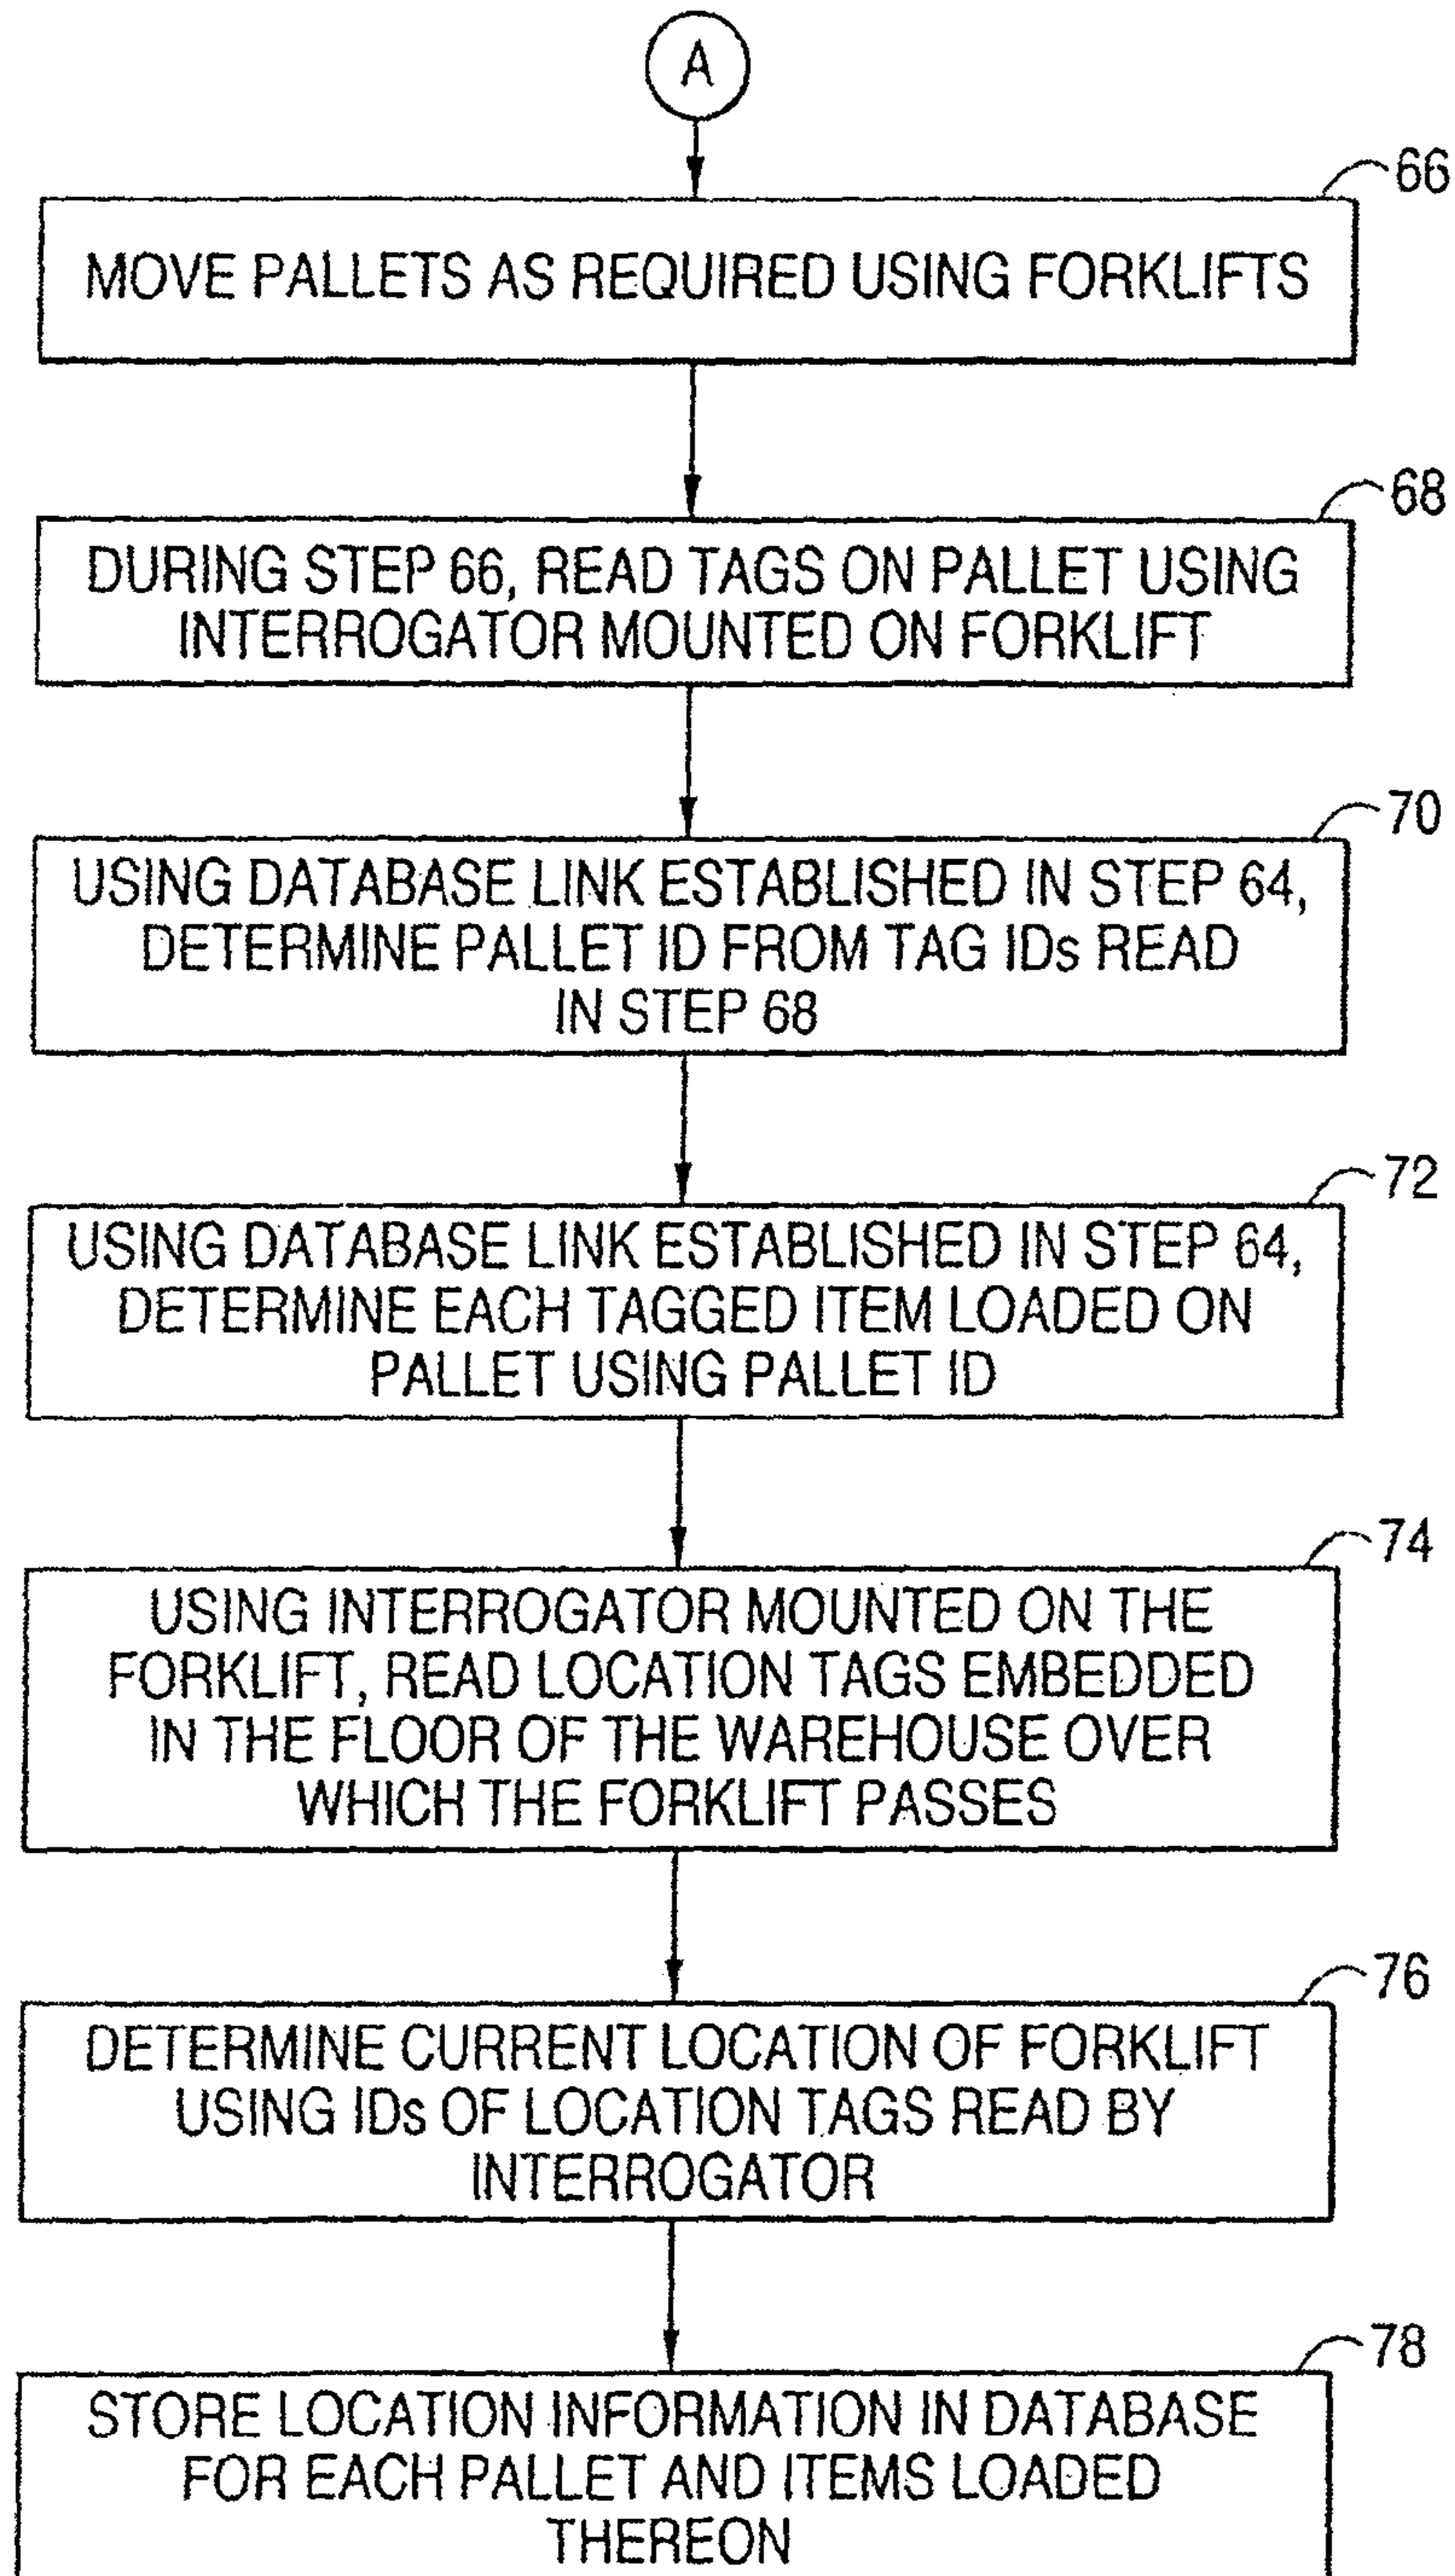 A
66
MOVE PALLETS AS REQUIRED USING FORKLIFTS
68
DURING STEP 66, READ TAGS ON PALLET USING
INTERROGATOR MOUNTED ON FORKLIFT
70
USING DATABASE LINK ESTABLISHED IN STEP 64,
DETERMINE PALLET ID FROM TAG IDs READ
IN STEP 68
72
USING DATABASE LINK ESTABLISHED IN STEP 64,
DETERMINE EACH TAGGED ITEM LOADED ON
PALLET USING PALLET ID
74
USING INTERROGATOR MOUNTED ON THE
FORKLIFT, READ LOCATION TAGS EMBEDDED
IN THE FLOOR OF THE WAREHOUSE OVER
WHICH THE FORKLIFT PASSES
76
DETERMINE CURRENT LOCATION OF FORKLIFT
USING IDs OF LOCATION TAGS READ BY
INTERROGATOR
78
STORE LOCATION INFORMATION IN DATABASE
FOR EACH PALLET AND ITEMS LOADED
THEREON